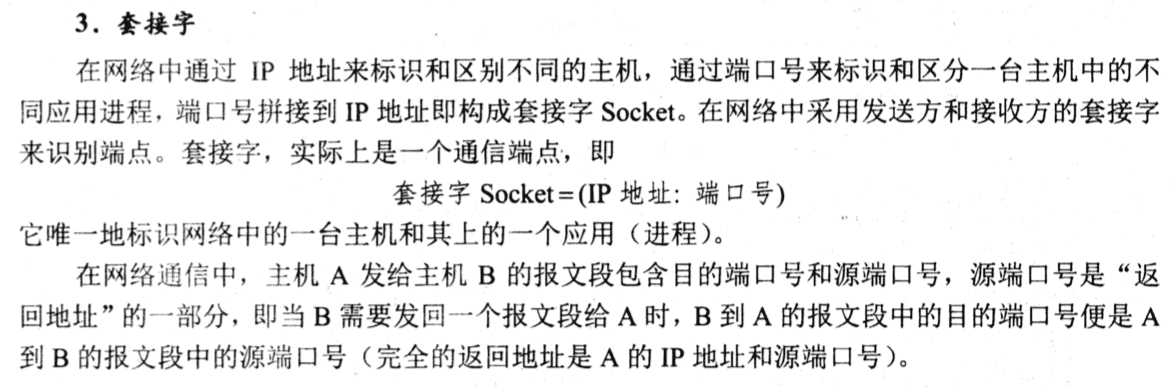 3．套接字
在网络中通过 IP 地址来标识和区别不同的主机，通过端口号来标识和区分一台主机中的不
同应用进程，端口号拼接到 IP 地址即构成套接字 Socket。在网络中采用发送方和接收方的套接字
来识别端点。套接字，实际上是一个通信端点，即
套接字 Socket=(IP 地址: 端口号)
它唯一地标识网络中的一台主机和其上的一个应用（进程）。
在网络通信中，主机 A 发给主机 B 的报文段包含目的端口号和源端口号，源端口号是“返
回地址”的一部分，即当 B 需要发回一个报文段给 A 时，B 到 A 的报文段中的目的端口号便是 A
到 B 的报文段中的源端口号（完全的返回地址是 A 的 IP 地址和源端口号）。